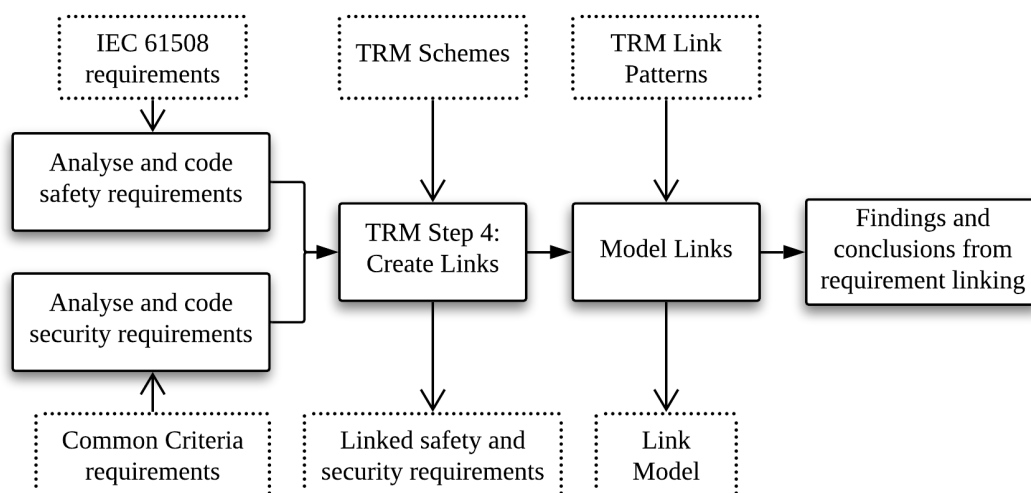 IEC 61508
requirements
TRM Schemes
TRM Link
Patterns
Analyse and code
safety requirements
TRM Step 4:
Create Links
Model Links
Findings and
conclusions from
requirement linking
Analyse and code
security requirements
Common Criteria
requirements
Linked safety and
security requirements
Link
Model